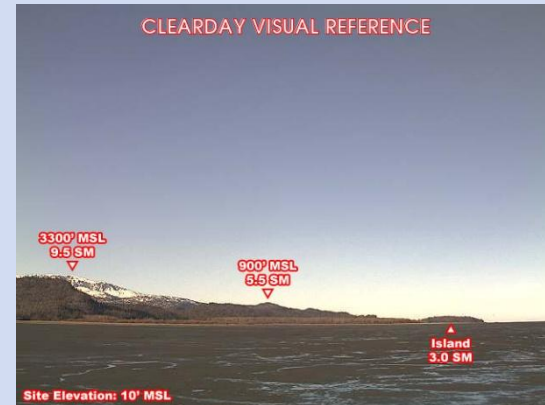 CLEARDAY VISUAL REFERENCE
3300' MSL
9.5 SM
900' MSL
5.5 SM
Island
3.0 SM
Site Elevation: 10' MSL